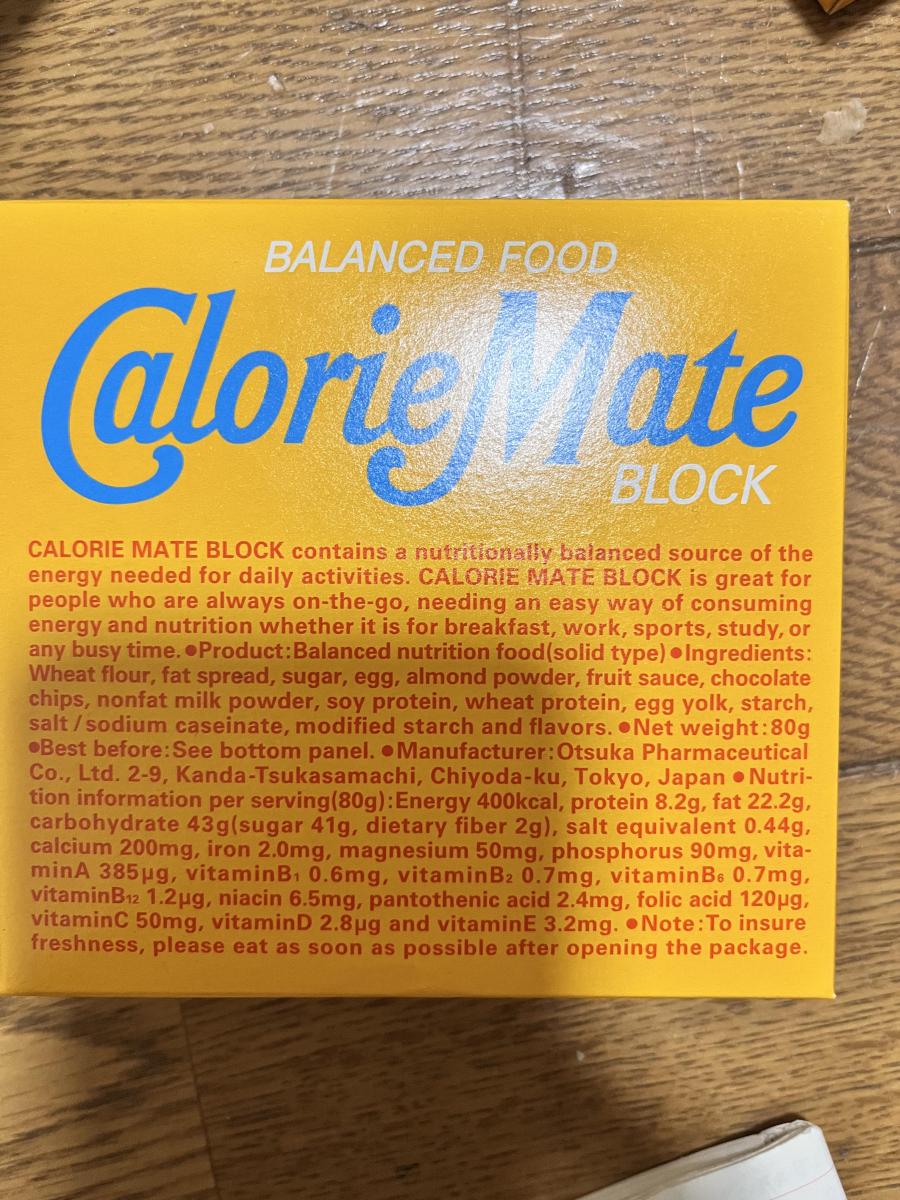 BALANCED FOOD
CalorieMate
BLOCK
CALORIE MATE BLOCK contains a nutritionally balanced source of the
energy needed for daily activities. CALORIE MATE BLOCK is great for
people who are always on-the-go, needing an easy way of consuming
energy and nutrition whether it is for breakfast, work, sports, study, or
any busy time. ●Product:Balanced nutrition food(solid type) ●Ingredients:
Wheat flour, fat spread, sugar, egg, almond powder, fruit sauce, chocolate
chips, nonfat milk powder, soy protein, wheat protein, egg yolk, starch,
salt / sodium caseinate, modified starch and flavors. ●Net weight:80g
●Best before:See bottom panel. ●Manufacturer:Otsuka Pharmaceutical
Co., Ltd. 2-9, Kanda-Tsukasamachi, Chiyoda-ku, Tokyo, Japan ●Nutri-
tion information per serving(80g):Energy 400kcal, protein 8.2g, fat 22.2g,
carbohydrate 43g(sugar 41g, dietary fiber 2g), salt equivalent 0.44g,
calcium 200mg, iron 2.0mg, magnesium 50mg, phosphorus 90mg, vita-
minA 385μg, vitaminB₁ 0.6mg, vitaminB₂ 0.7mg, vitaminB₆ 0.7mg,
vitaminB₁₂ 1.2μg, niacin 6.5mg, pantothenic acid 2.4mg, folic acid 120μg,
vitaminC 50mg, vitaminD 2.8μg and vitaminE 3.2mg. ●Note:To insure
freshness, please eat as soon as possible after opening the package.